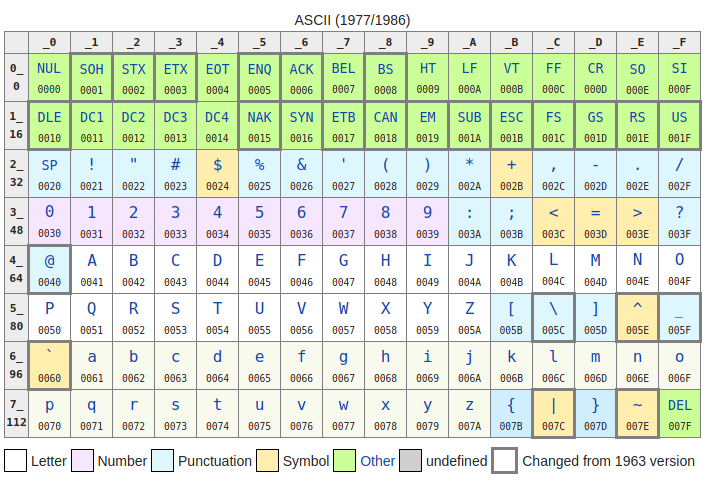 ASCII (1977/1986)
_0 _1 _2 _3 _4 _5 _6 _7 _8 _9 _A _B _C _D _E _F
0_ NUL SOH STX ETX EOT ENQ ACK BEL BS HT LF VT FF CR SO SI
0 0000 0001 0002 0003 0004 0005 0006 0007 0008 0009 000A 000B 000C 000D 000E 000F
1_ DLE DC1 DC2 DC3 DC4 NAK SYN ETB CAN EM SUB ESC FS GS RS US
16 0010 0011 0012 0013 0014 0015 0016 0017 0018 0019 001A 001B 001C 001D 001E 001F
2_ SP ! " # $ % & ' ( ) * + , - . /
32 0020 0021 0022 0023 0024 0025 0026 0027 0028 0029 002A 002B 002C 002D 002E 002F
3_ 0 1 2 3 4 5 6 7 8 9 : ; < = > ?
48 0030 0031 0032 0033 0034 0035 0036 0037 0038 0039 003A 003B 003C 003D 003E 003F
4_ @ A B C D E F G H I J K L M N O
64 0040 0041 0042 0043 0044 0045 0046 0047 0048 0049 004A 004B 004C 004D 004E 004F
5_ P Q R S T U V W X Y Z [ \ ] ^ _
80 0050 0051 0052 0053 0054 0055 0056 0057 0058 0059 005A 005B 005C 005D 005E 005F
6_ ` a b c d e f g h i j k l m n o
96 0060 0061 0062 0063 0064 0065 0066 0067 0068 0069 006A 006B 006C 006D 006E 006F
7_ p q r s t u v w x y z { | } ~ DEL
112 0070 0071 0072 0073 0074 0075 0076 0077 0078 0079 007A 007B 007C 007D 007E 007F
Letter Number Punctuation Symbol Other undefined Changed from 1963 version